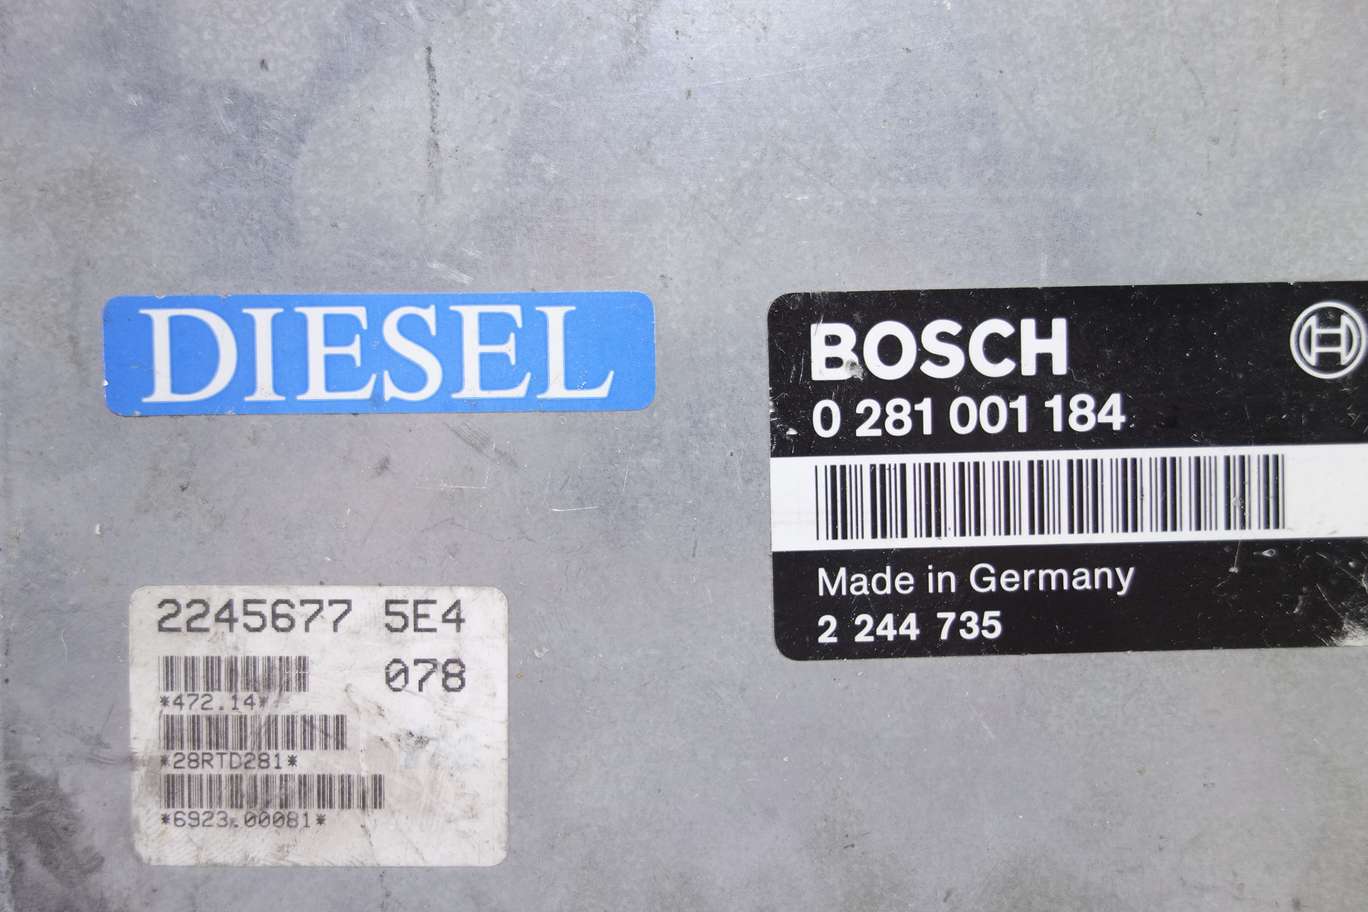 DIESEL
BOSCH
0 281 001 184
Made in Germany
2 244 735
2245677 5E4
078
*472.14*
*28RTD281*
*6923.00081*